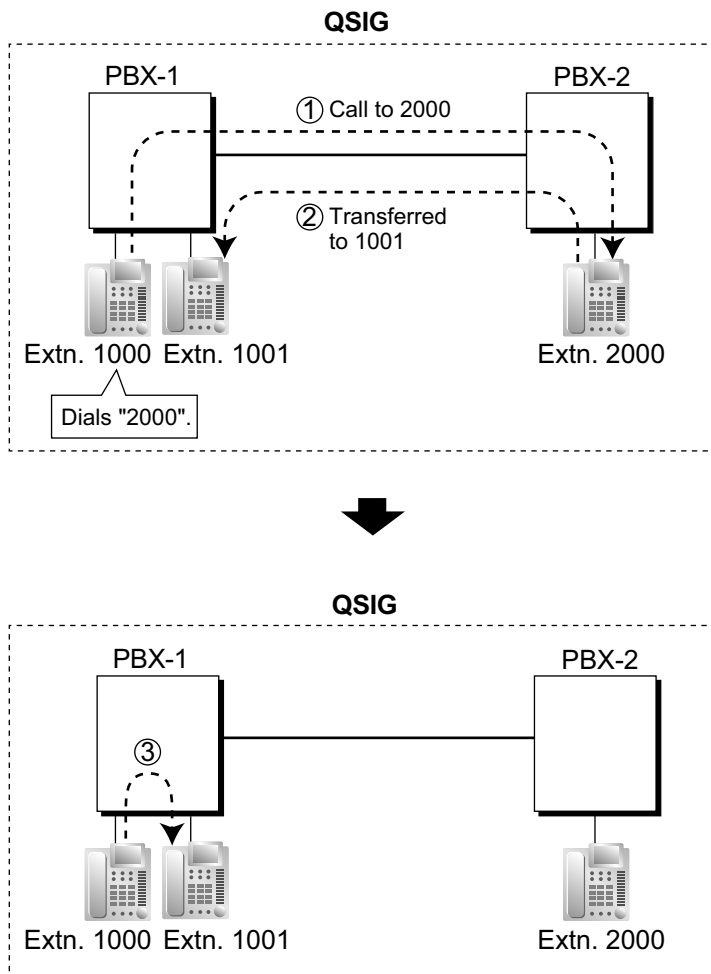 QSIG
PBX-1
PBX-2
① Call to 2000
② Transferred
to 1001
Extn. 1000
Extn. 1001
Extn. 2000
Dials "2000".
QSIG
PBX-1
PBX-2
③
Extn. 1000
Extn. 1001
Extn. 2000